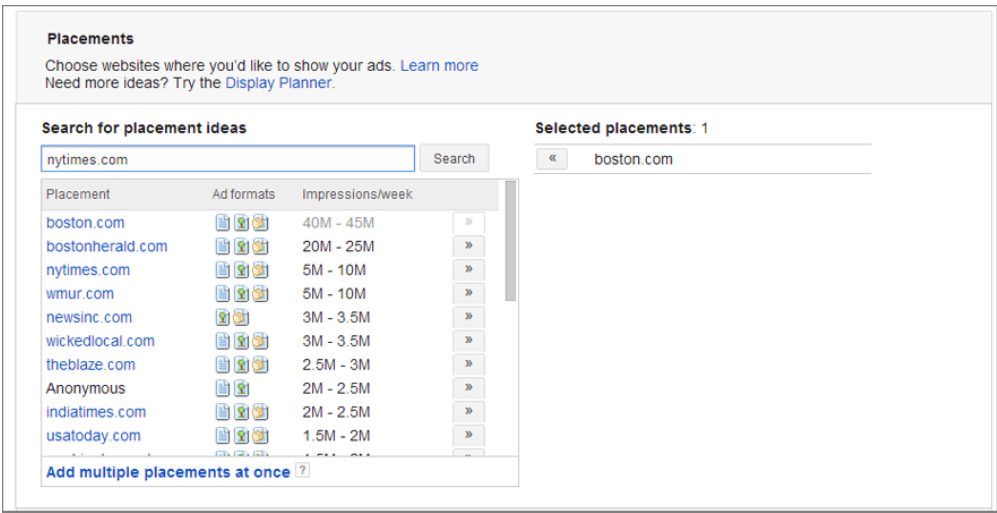 Placements
Choose websites where you'd like to show your ads. Learn more
Need more ideas? Try the Display Planner.
Search for placement ideas
nytimes.com
Search
Placement Ad formats Impressions/week
boston.com 40M - 45M »
bostonherald.com 20M - 25M »
nytimes.com 5M - 10M »
wmur.com 5M - 10M »
newsinc.com 3M - 3.5M »
wickedlocal.com 3M - 3.5M »
theblaze.com 2.5M - 3M »
Anonymous 2M - 2.5M »
indiatimes.com 2M - 2.5M »
usatoday.com 1.5M - 2M »
Add multiple placements at once ?
Selected placements: 1
« boston.com